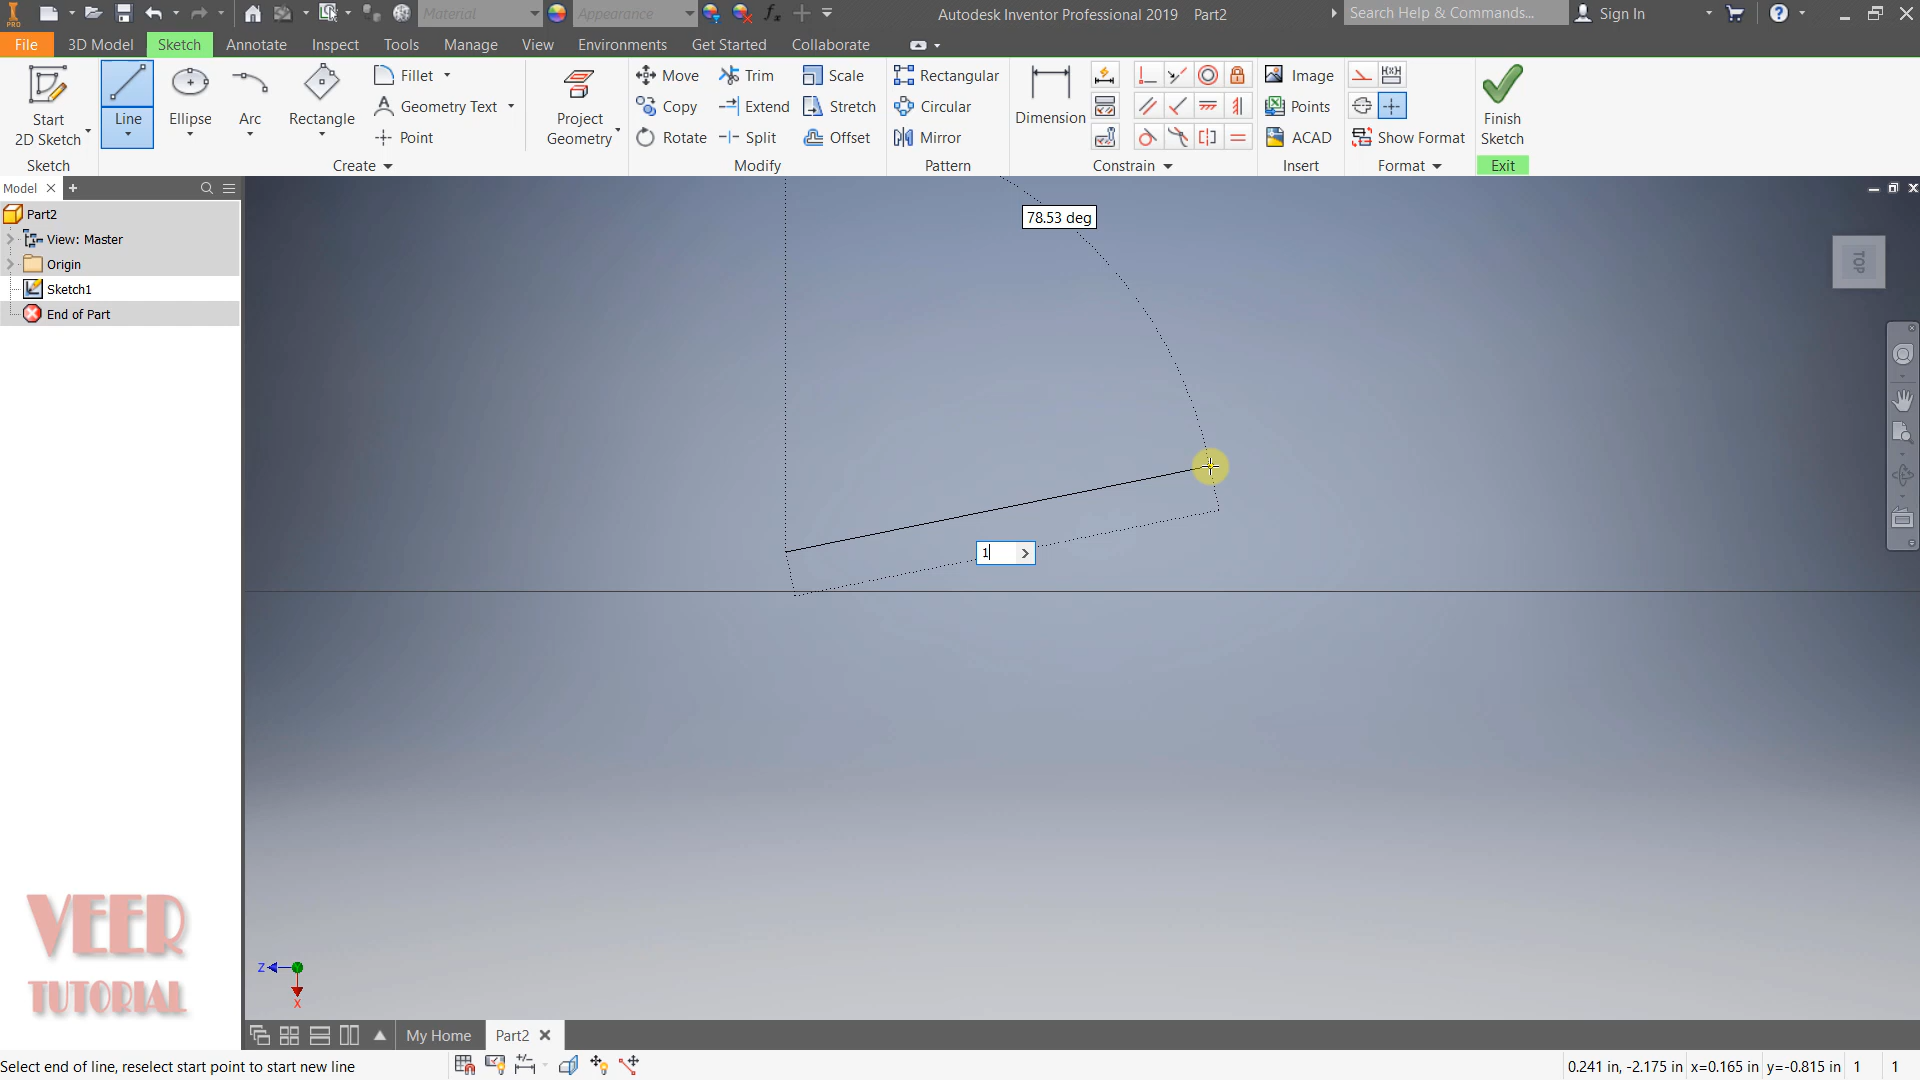 PRO
Material
Appearance
Autodesk Inventor Professional 2019 Part2
Search Help & Commands...
Sign In
File 3D Model Sketch Annotate Inspect Tools Manage View Environments Get Started Collaborate
Start
2D Sketch
Sketch
Line
Ellipse
Arc
Rectangle
Fillet
Geometry Text
Point
Create
Project
Geometry
Move
Copy
Rotate
Trim
Extend
Split
Scale
Stretch
Offset
Modify
Rectangular
Circular
Mirror
Pattern
Dimension
Constrain
Image
Points
ACAD
Insert
Show Format
Format
Finish
Sketch
Exit
Model
Part2
View: Master
Origin
Sketch1
End of Part
78.53 deg
TOP
1
VEER
TUTORIAL
Z
X
My Home
Part2
Select end of line, reselect start point to start new line
0.241 in, -2.175 in x=0.165 in y=-0.815 in 1 1